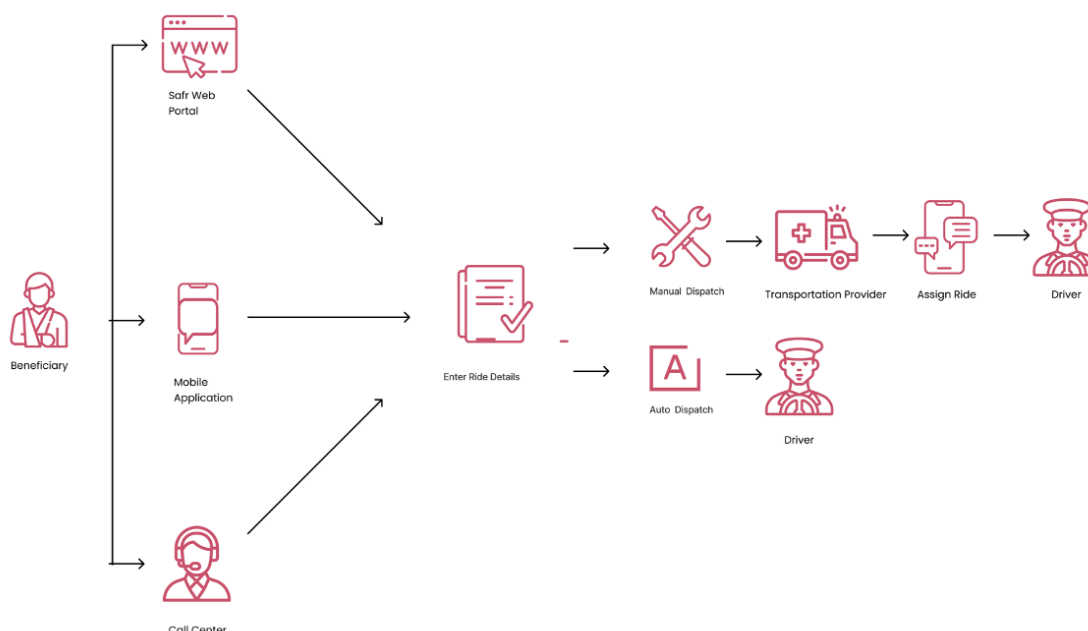 WWW
Safr Web
Portal
Beneficiary
Mobile
Application
Call Center
Enter Ride Details
Manual Dispatch
Transportation Provider
Assign Ride
Driver
A
Auto Dispatch
Driver